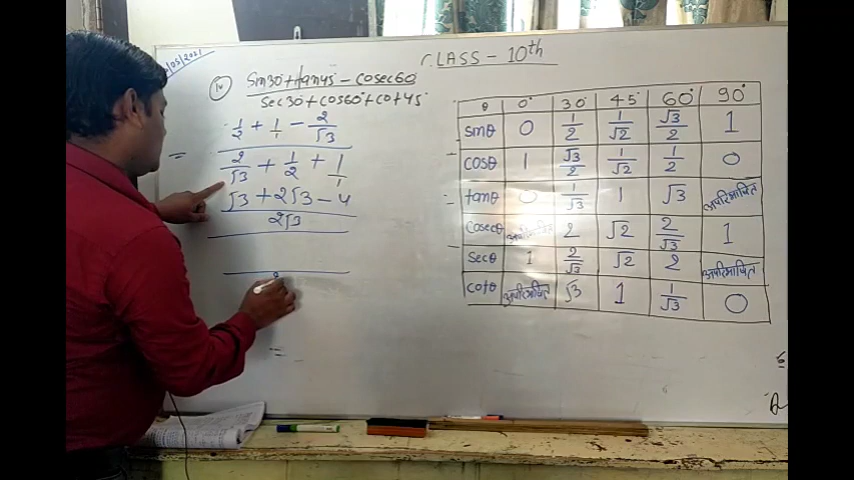 /05/2021
CLASS - 10th
(iv) Sin30° + tan45° - cosec60° / Sec30° + cos60° + cot45°
1/2 + 1/1 - 2/√3
= 2/√3 + 1/2 + 1/1
= √3 + 2√3 - 4
2√3
2
=
θ 0° 30° 45° 60° 90°
sinθ 0 1/2 1/√2 √3/2 1
cosθ 1 √3/2 1/√2 1/2 0
tanθ 0 1/√3 1 √3 अपरिभाषित
cosecθ अपरिभाषित 2 √2 2/√3 1
secθ 1 2/√3 √2 2 अपरिभाषित
cotθ अपरिभाषित √3 1 1/√3 0